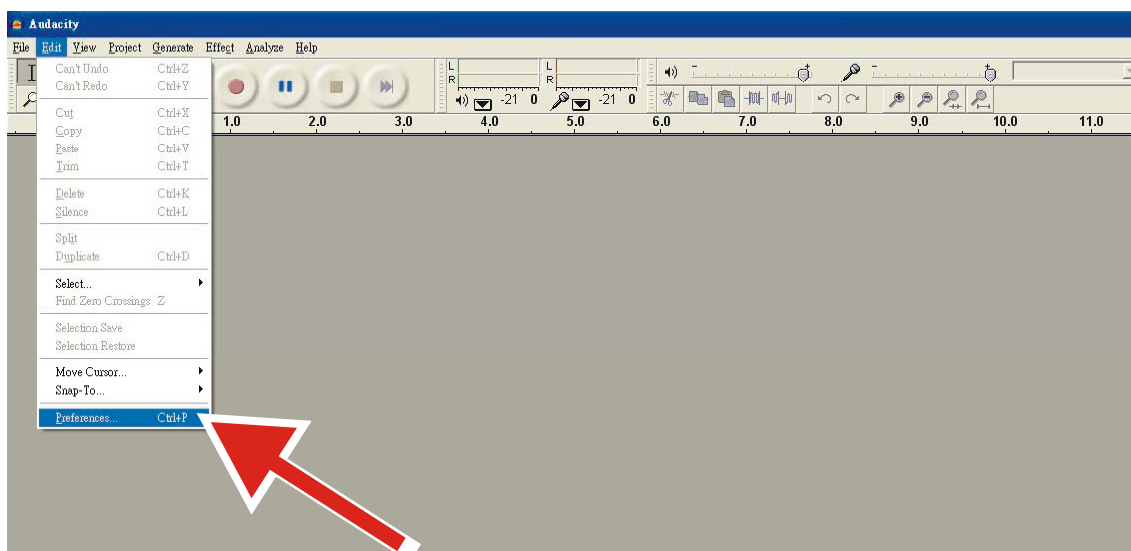 Audacity
File Edit View Project Generate Effect Analyze Help
Can't Undo Ctrl+Z
Can't Redo Ctrl+Y
Cut Ctrl+X
Copy Ctrl+C
Paste Ctrl+V
Trim Ctrl+T
Delete Ctrl+K
Silence Ctrl+L
Split
Duplicate Ctrl+D
Select...
Find Zero Crossings Z
Selection Save
Selection Restore
Move Cursor...
Snap-To...
Preferences... Ctrl+P
L
R
-21 0
L
R
-21 0
1.0 2.0 3.0 4.0 5.0 6.0 7.0 8.0 9.0 10.0 11.0